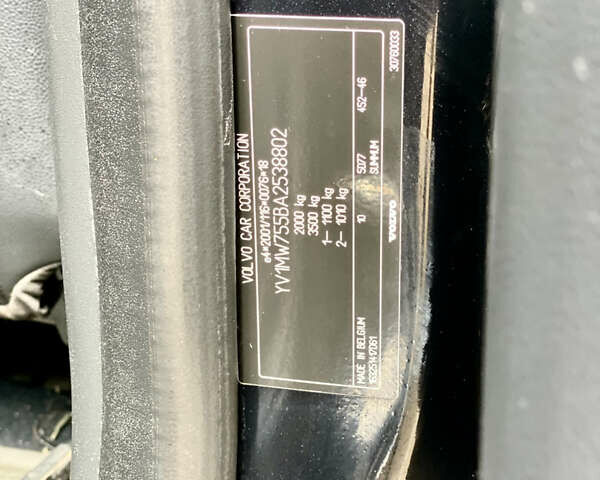 VOLVO CAR CORPORATION
e4*2001/116*0076*18
YV1MW755BA2538802
2000 kg
3500 kg
1- 1100 kg
2- 1010 kg
10 5D77 452-46
SUMMUM
MADE IN BELGIUM
VOLVO 30760033